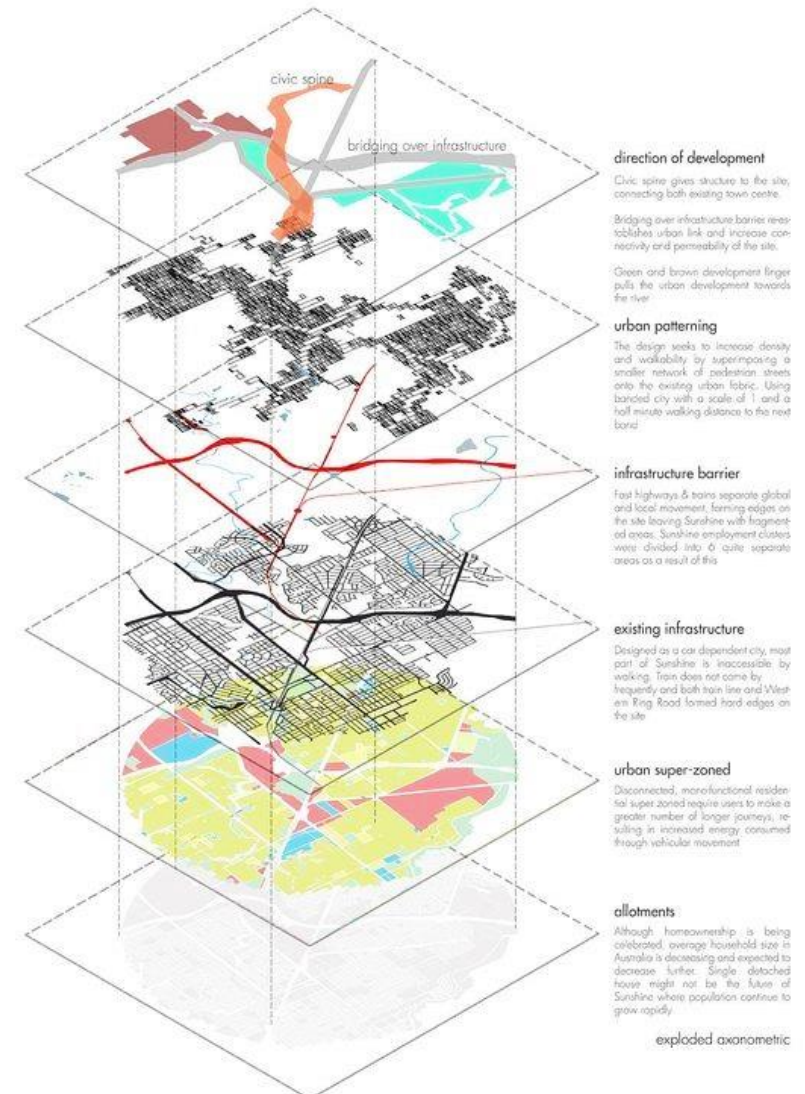 civic spine
bridging over infrastructure
direction of development
Civic spine gives structure to the site,
connecting both existing town centre.
Bridging over infrastructure barrier re-es-
tablishes urban link and increase con-
nectivity and permeability of the site.
Green and brown development finger
pulls the urban development towards
the river
urban patterning
The design seeks to increase density
and walkability by superimposing a
smaller network of pedestrian streets
onto the existing urban fabric. Using
banded city with a scale of 1 and a
half minute walking distance to the next
band
infrastructure barrier
Fast highways & trains separate global
and local movement, forming edges on
the site leaving Sunshine with fragment-
ed areas. Sunshine employment clusters
were divided into 6 quite separate
areas as a result of this
existing infrastructure
Designed as a car dependent city, most
part of Sunshine is inaccessible by
walking. Train does not come by
frequently and both train line and West-
ern Ring Road formed hard edges on
the site
urban super-zoned
Disconnected, mono-functional residen-
tial super zoned require users to make a
greater number of longer journeys, re-
sulting in increased energy consumed
through vehicular movement
allotments
Although homeownership is being
celebrated, average household size in
Australia is decreasing and expected to
decrease further. Single detached
house might not be the future of
Sunshine where population continue to
grow rapidly
exploded axonometric